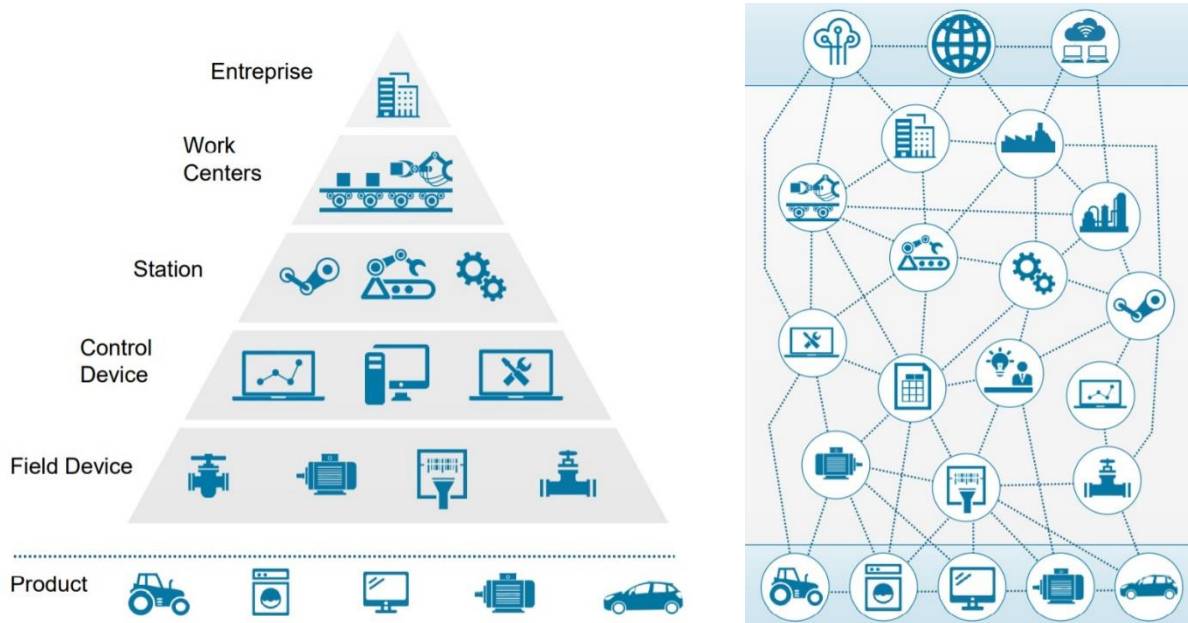 Entreprise
Work
Centers
Station
Control
Device
Field Device
Product